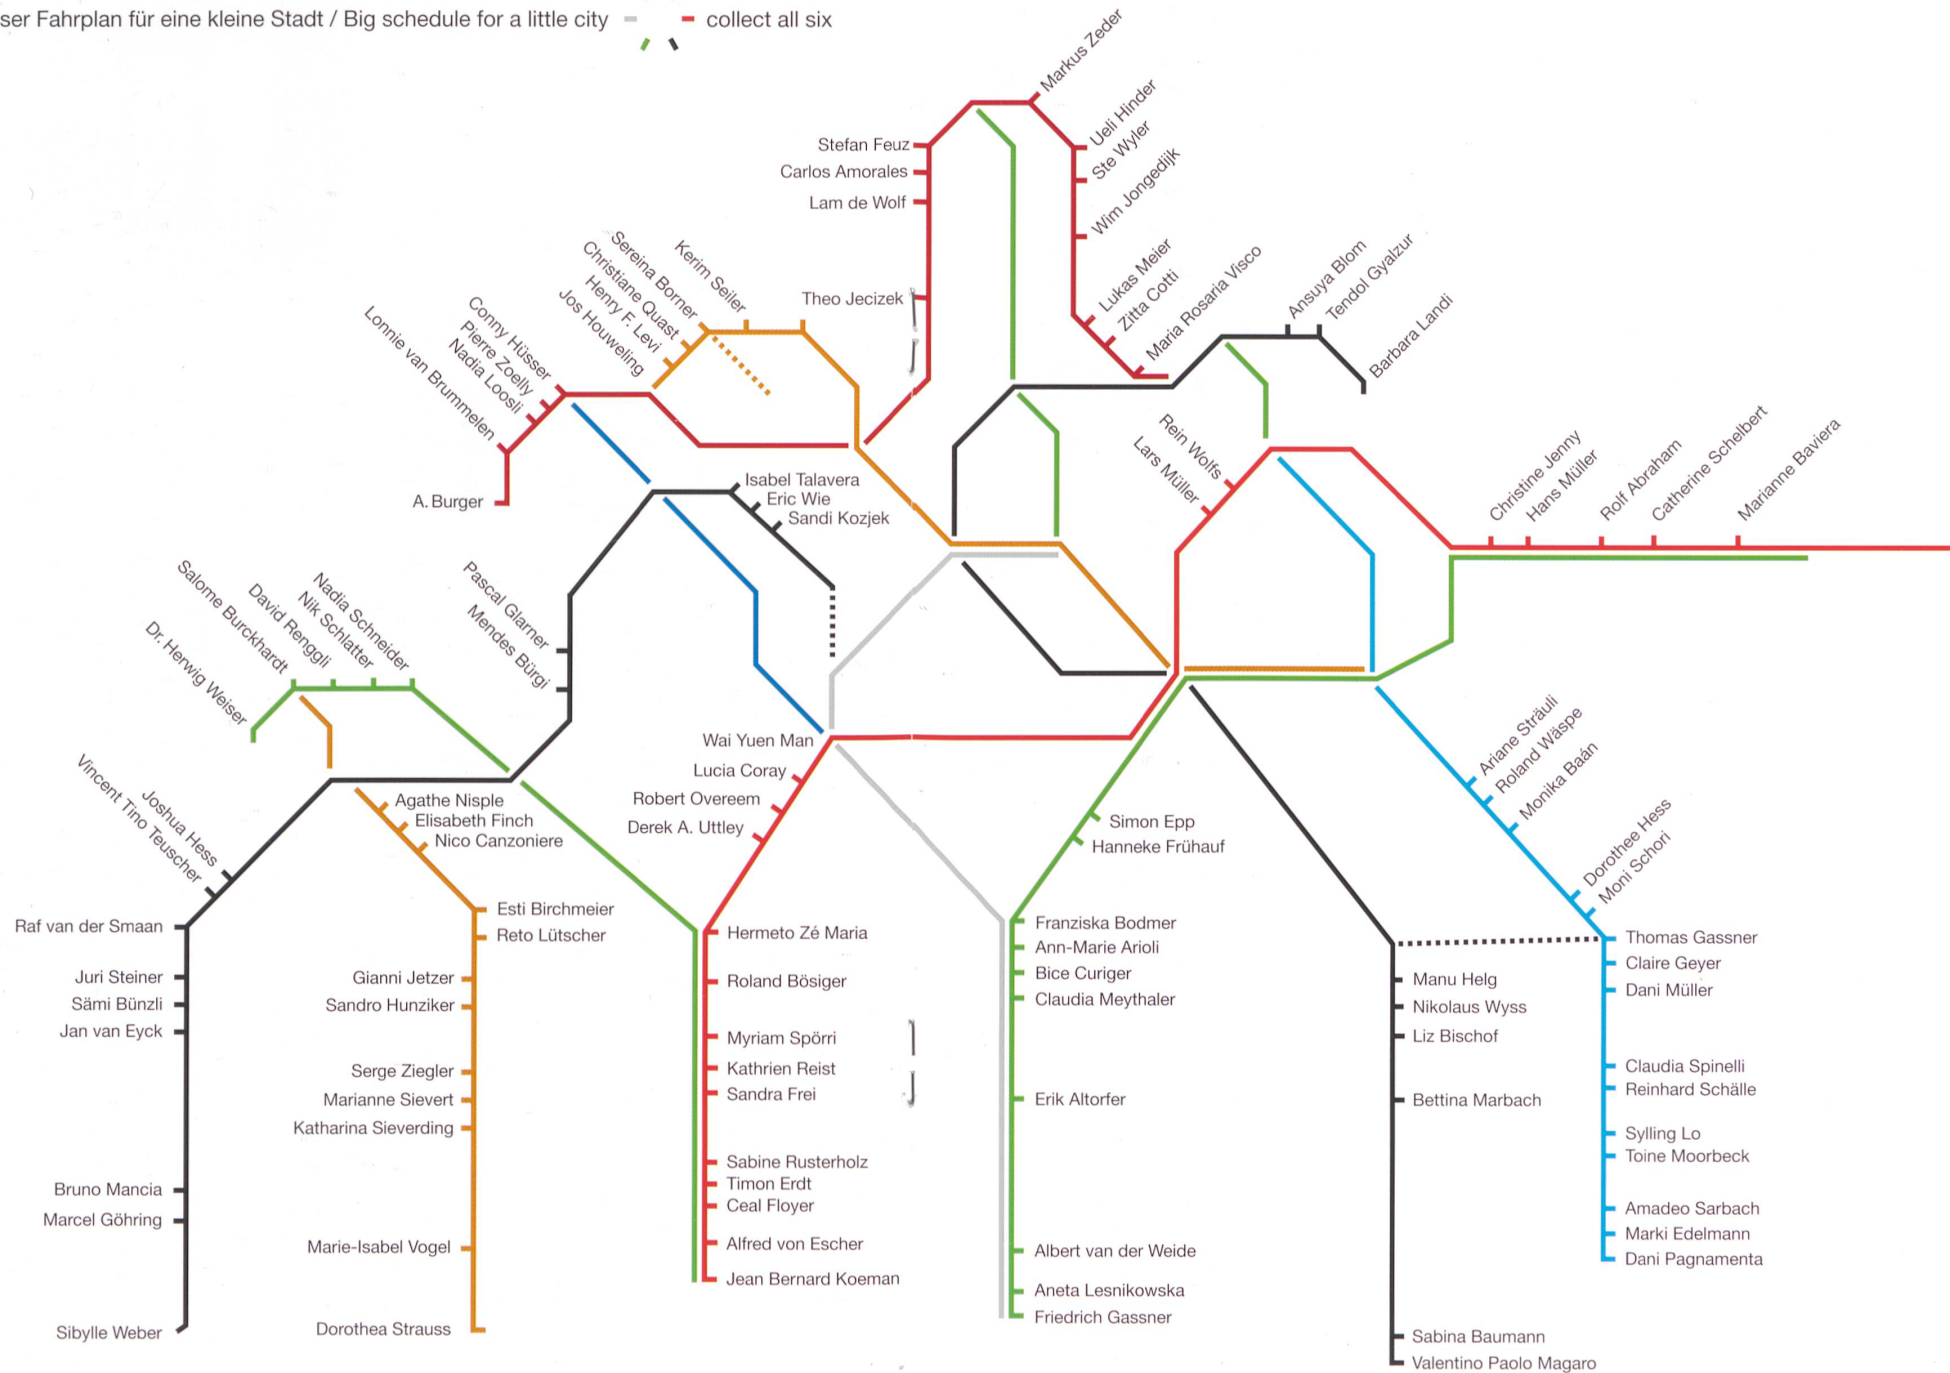 ser Fahrplan für eine kleine Stadt / Big schedule for a little city
collect all six
Markus Zeder
Ueli Hinder
Ste Wyler
Wim Jongedijk
Stefan Feuz
Carlos Amorales
Lam de Wolf
Theo Jecizek
Lukas Meier
Zitta Cotti
Maria Rosaria Visco
Ansuya Blom
Tendol Gyalzur
Barbara Landi
Kerim Seiler
Sereina Borner
Christiane Quast
Henry F. Levi
Jos Houweling
Conny Hüsser
Pierre Zoelly
Nadia Loosli
Lonnie van Brummelen
A. Burger
Isabel Talavera
Eric Wie
Sandi Kozjek
Rein Wolfs
Lars Müller
Christine Jenny
Hans Müller
Rolf Abraham
Catherine Schelbert
Marianne Baviera
Pascal Glarner
Mendes Bürgi
Nadia Schneider
Nik Schlatter
David Renggli
Salome Burckhardt
Dr. Herwig Weiser
Wai Yuen Man
Lucia Coray
Robert Overeem
Derek A. Uttley
Joshua Hess
Vincent Tino Teuscher
Agathe Nisple
Elisabeth Finch
Nico Canzoniere
Simon Epp
Hanneke Frühauf
Ariane Sträuli
Roland Wäspe
Monika Baán
Dorothee Hess
Moni Schori
Raf van der Smaan
Juri Steiner
Sämi Bünzli
Jan van Eyck
Bruno Mancia
Marcel Göhring
Sibylle Weber
Esti Birchmeier
Reto Lütscher
Gianni Jetzer
Sandro Hunziker
Serge Ziegler
Marianne Sievert
Katharina Sieverding
Marie-Isabel Vogel
Dorothea Strauss
Hermeto Zé Maria
Roland Bösiger
Myriam Spörri
Kathrien Reist
Sandra Frei
Sabine Rusterholz
Timon Erdt
Ceal Floyer
Alfred von Escher
Jean Bernard Koeman
Franziska Bodmer
Ann-Marie Arioli
Bice Curiger
Claudia Meythaler
Erik Altorfer
Albert van der Weide
Aneta Lesnikowska
Friedrich Gassner
Manu Helg
Nikolaus Wyss
Liz Bischof
Bettina Marbach
Sabina Baumann
Valentino Paolo Magaro
Thomas Gassner
Claire Geyer
Dani Müller
Claudia Spinelli
Reinhard Schälle
Sylling Lo
Toine Moorbeck
Amadeo Sarbach
Marki Edelmann
Dani Pagnamenta